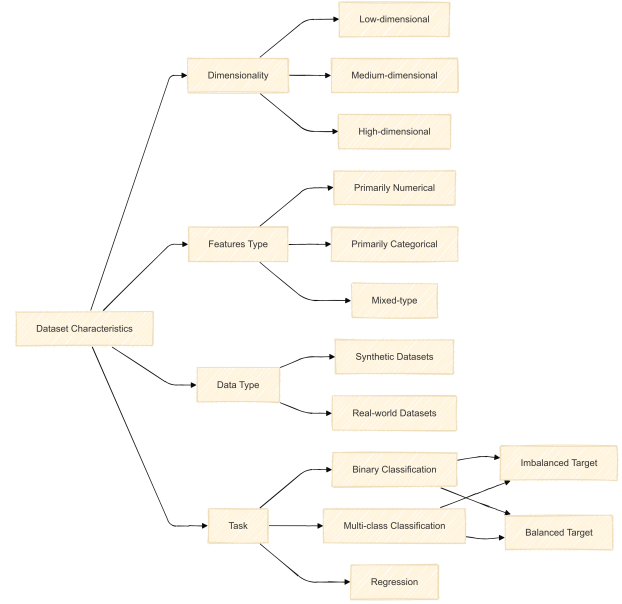 Low-dimensional
Dimensionality
Medium-dimensional
High-dimensional
Primarily Numerical
Features Type
Primarily Categorical
Mixed-type
Dataset Characteristics
Synthetic Datasets
Data Type
Real-world Datasets
Binary Classification
Imbalanced Target
Task
Multi-class Classification
Balanced Target
Regression